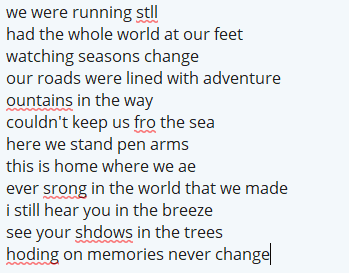 we were running stll
had the whole world at our feet
watching seasons change
our roads were lined with adventure
ountains in the way
couldn't keep us fro the sea
here we stand pen arms
this is home where we ae
ever srong in the world that we made
i still hear you in the breeze
see your shdows in the trees
hoding on memories never change